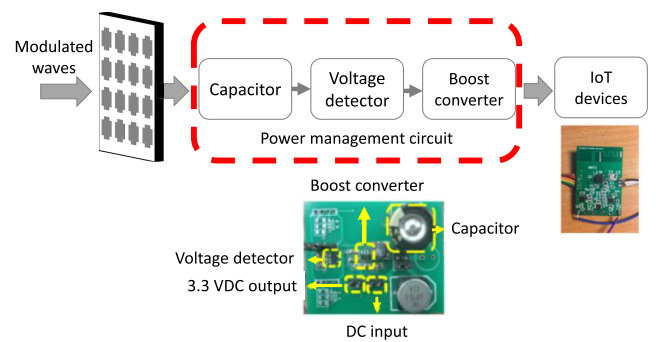 Modulated
waves
Capacitor
Voltage
detector
Boost
converter
IoT
devices
Power management circuit
Boost converter
Capacitor
Voltage detector
3.3 VDC output
DC input